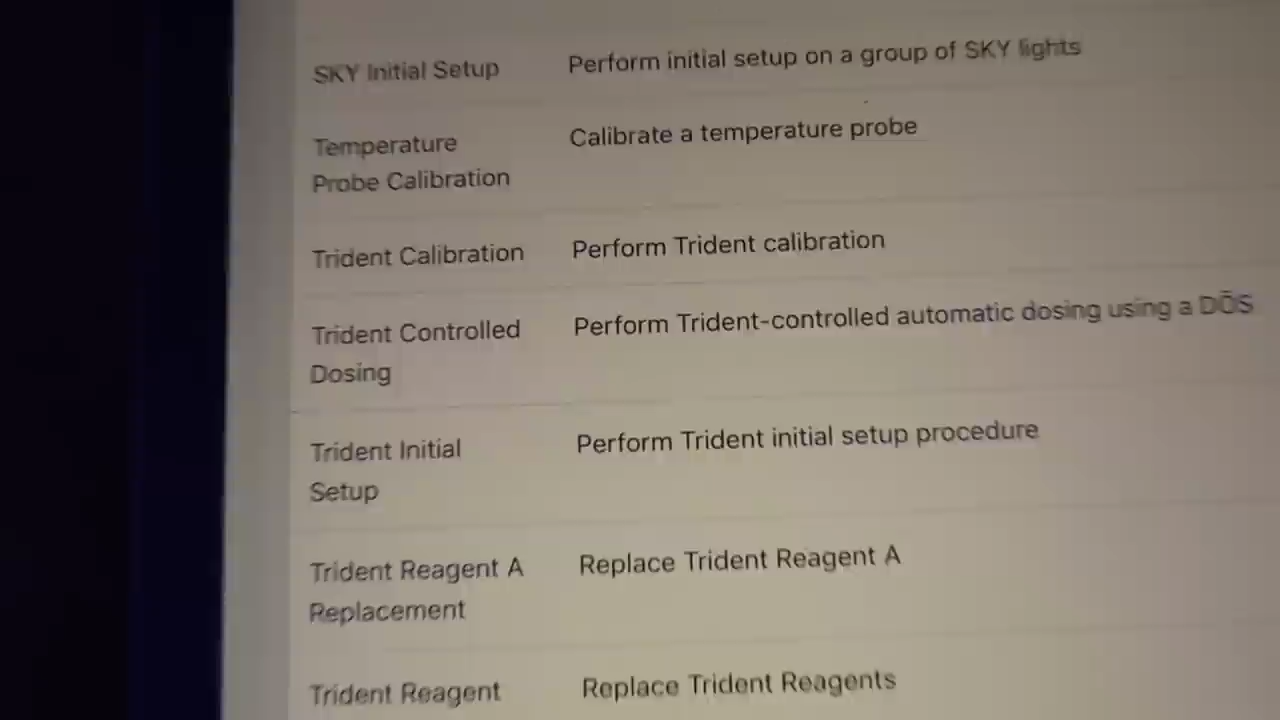 SKY Initial Setup Perform initial setup on a group of SKY lights
Temperature Calibrate a temperature probe
Probe Calibration
Trident Calibration Perform Trident calibration
Trident Controlled Perform Trident-controlled automatic dosing using a DŌS
Dosing
Trident Initial Perform Trident initial setup procedure
Setup
Trident Reagent A Replace Trident Reagent A
Replacement
Trident Reagent Replace Trident Reagents